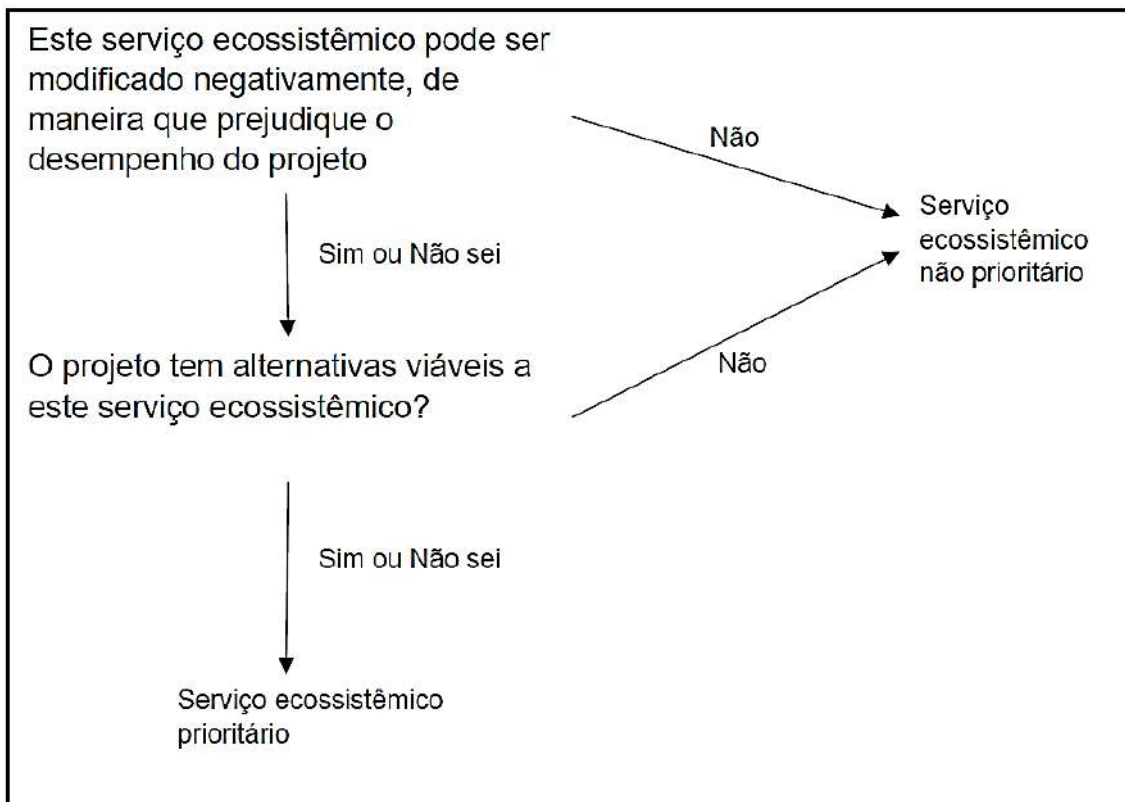 Este serviço ecossistêmico pode ser
modificado negativamente, de
maneira que prejudique o
desempenho do projeto
Não
Serviço
ecossistêmico
não prioritário
Sim ou Não sei
O projeto tem alternativas viáveis a
este serviço ecossistêmico?
Não
Sim ou Não sei
Serviço ecossistêmico
prioritário